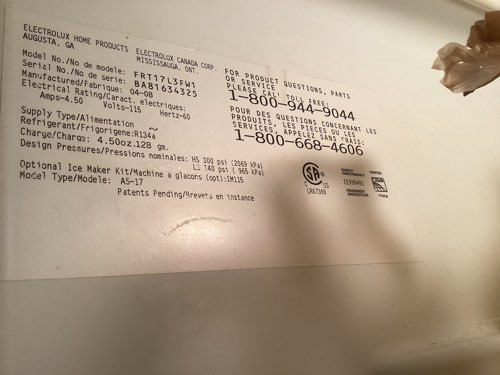 ELECTROLUX HOME PRODUCTS
AUGUSTA, GA
ELECTROLUX CANADA CORP.
MISSISSAUGA, ONT.
Model No./No de modele: FRT17L3FW1
Serial No./No de serie: BA81634325
Manufactured/Fabrique: 04-08
Electrical Rating/Caract. electriques:
Amps~4.50 Volts~115 Hertz~60
Supply Type/Alimentation ~
Refrigerant/Frigorigene:R134a
Charge/Charge: 4.50oz.128 gm.
Design Pressures/Pressions nominales: HS 300 psi (2069 kPa)
LS 140 psi ( 965 kPa)
Optional Ice Maker Kit/Machine a glacons (opt):IM115
Model Type/Modele: AS-17
Patents Pending/Brevets en instance
FOR PRODUCT QUESTIONS, PARTS
OR SERVICE
PLEASE CALL TOLL FREE:
1-800-944-9044
POUR DES QUESTIONS CONCERNANT LES
PRODUITS, LES PIECES OU LES
SERVICES, APPELEZ SANS FRAIS:
1-800-668-4606
C US
LR67369
VERIFIED